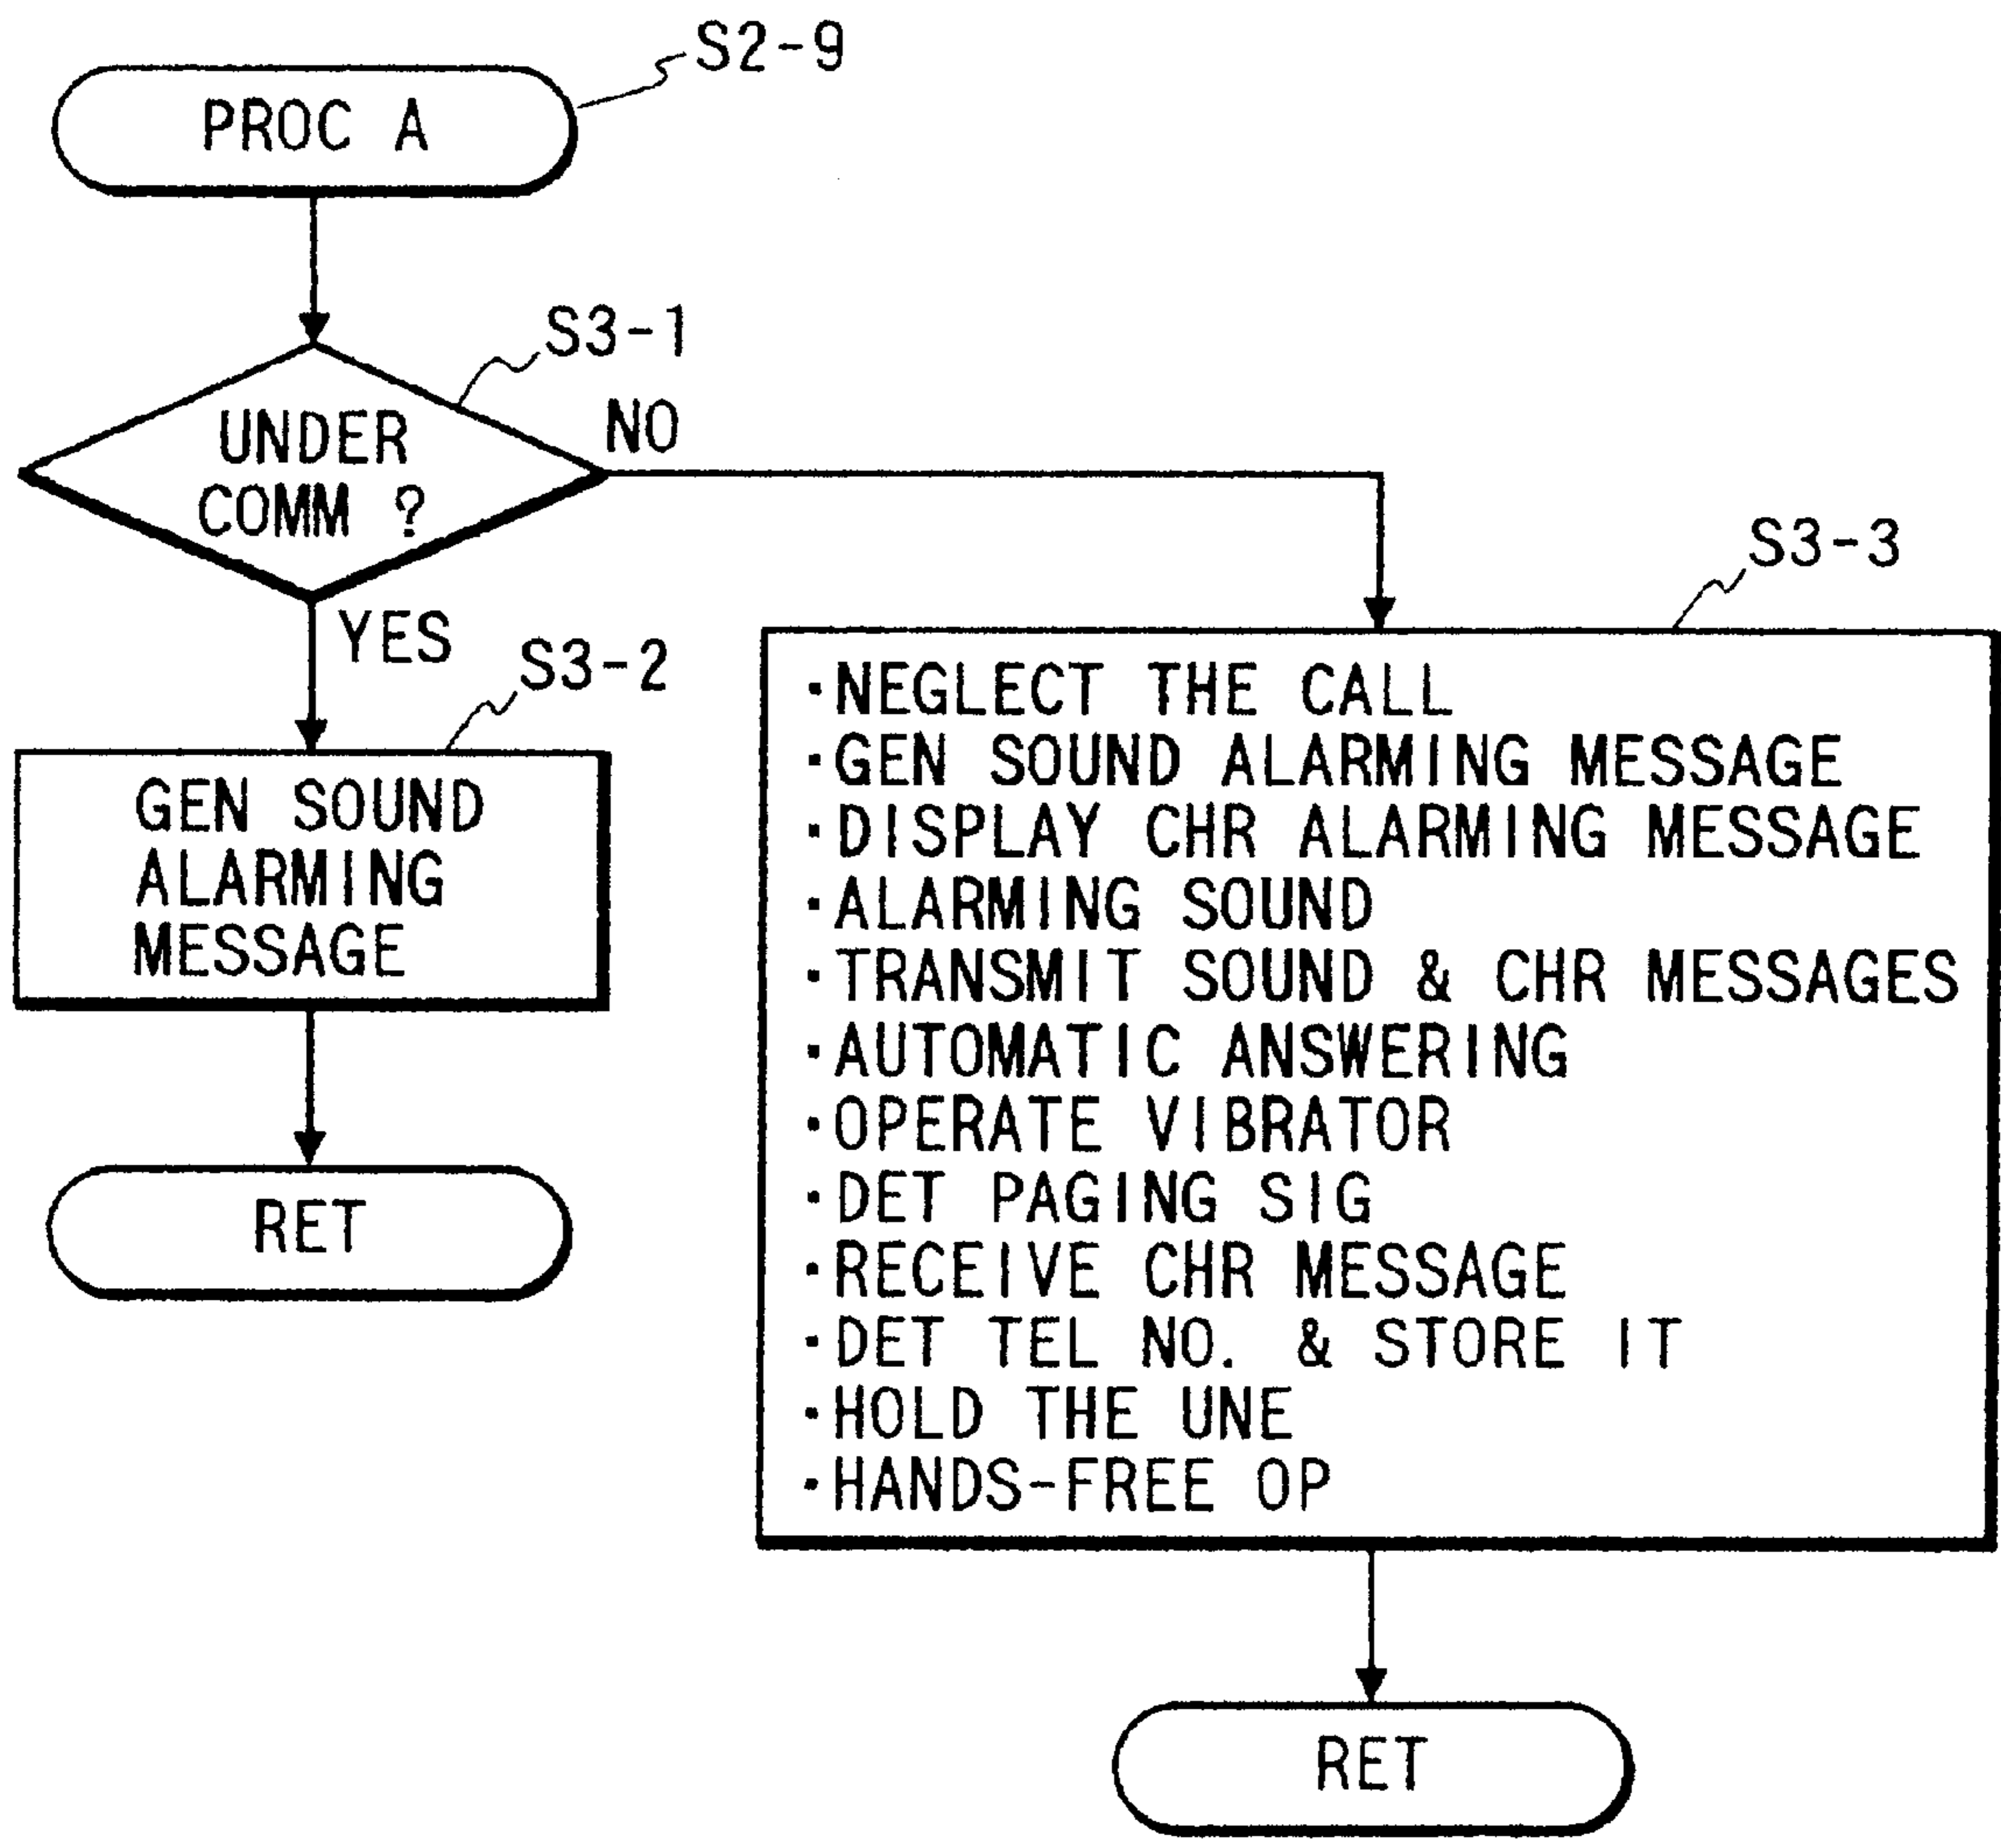 S2-9
PROC A
S3-1
UNDER
COMM ?
NO
YES
S3-2
GEN SOUND
ALARMING
MESSAGE
RET
S3-3
·NEGLECT THE CALL
·GEN SOUND ALARMING MESSAGE
·DISPLAY CHR ALARMING MESSAGE
·ALARMING SOUND
·TRANSMIT SOUND & CHR MESSAGES
·AUTOMATIC ANSWERING
·OPERATE VIBRATOR
·DET PAGING SIG
·RECEIVE CHR MESSAGE
·DET TEL NO. & STORE IT
·HOLD THE UNE
·HANDS-FREE OP
RET